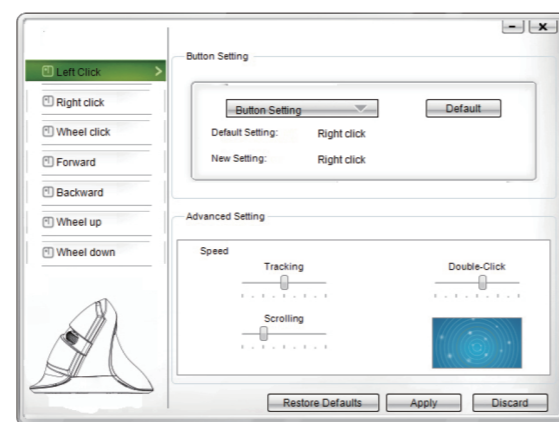 Left Click
Right click
Wheel click
Forward
Backward
Wheel up
Wheel down
Button Setting
Button Setting
Default
Default Setting: Right click
New Setting: Right click
Advanced Setting
Speed
Tracking
Double-Click
Scrolling
Restore Defaults
Apply
Discard